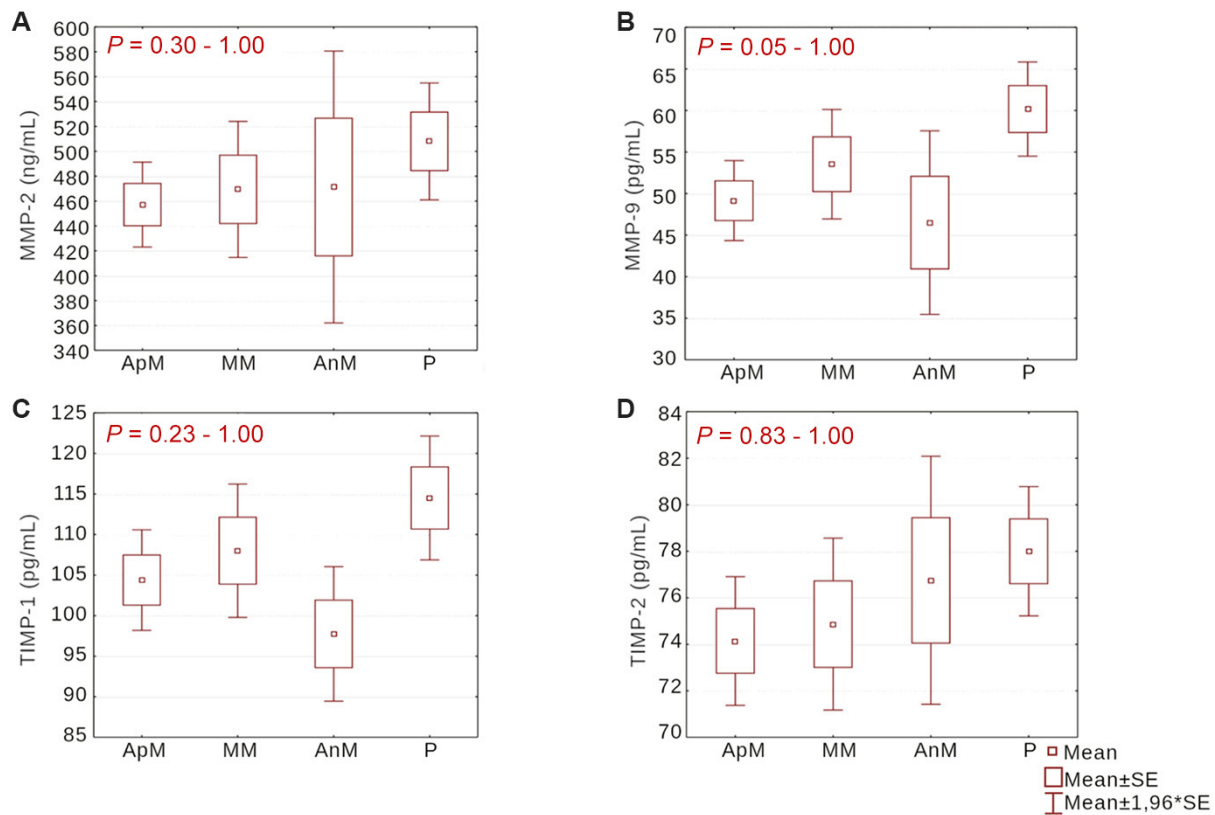 A
P = 0.30 - 1.00
MMP-2 (ng/mL)
600
580
560
540
520
500
480
460
440
420
400
380
360
340
ApM MM AnM P
B
P = 0.05 - 1.00
MMP-9 (pg/mL)
70
65
60
55
50
45
40
35
30
ApM MM AnM P
C
P = 0.23 - 1.00
TIMP-1 (pg/mL)
125
120
115
110
105
100
95
90
85
ApM MM AnM P
D
P = 0.83 - 1.00
TIMP-2 (pg/mL)
84
82
80
78
76
74
72
70
ApM MM AnM P
Mean
Mean±SE
Mean±1,96*SE